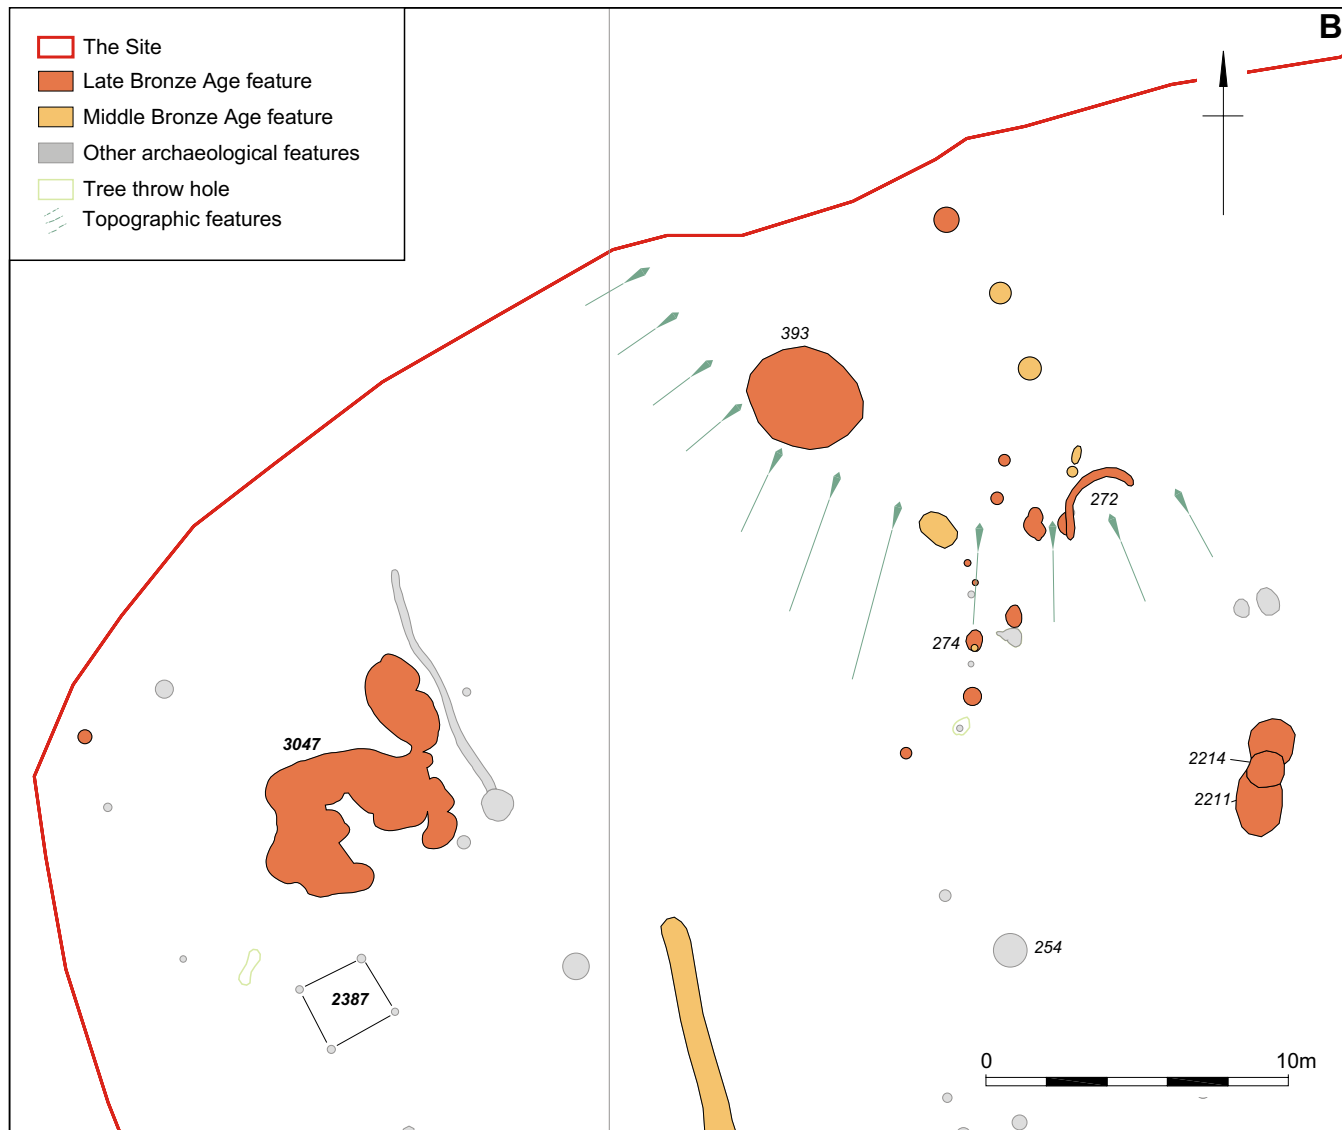 B
The Site
Late Bronze Age feature
Middle Bronze Age feature
Other archaeological features
Tree throw hole
Topographic features
393
272
274
3047
2214
2211
254
2387
0 10m